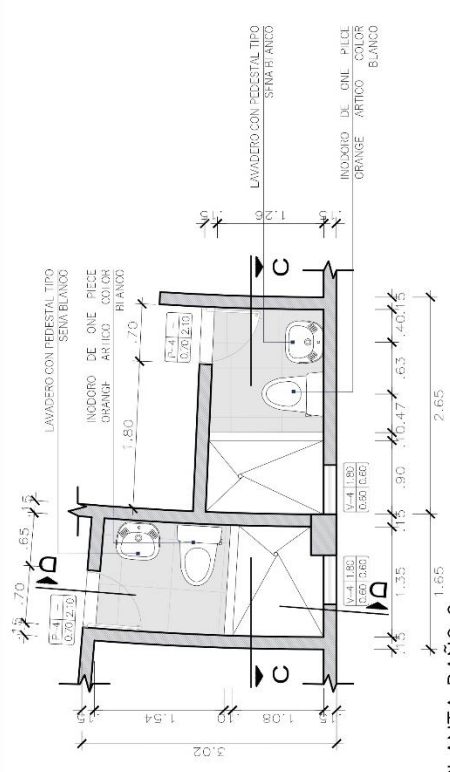 LAVADERO CON PEDESTAL TIPO
SENA BLANCO
INODORO DE ONE PIECE
ORANGE ARTICO COLOR
BLANCO
LAVADERO CON PEDESTAL TIPO
SENA BLANCO
INODORO DE ONE PIECE
ORANGE ARTICO COLOR
BLANCO
.15 .70 .65 .15
1.80 .70
P-4 -
0.70 2.10
P-4 -
0.70 2.10
D
D
C
C
V-4 1.80
0.60 0.60
V-4 1.80
0.60 0.60
.15 1.26 .15
.15 1.54 .10 1.08 .15
3.02
.15 1.35 .15 .90 .10 .47 .63 .40 .15
1.65 2.65
PLANTA BAÑO